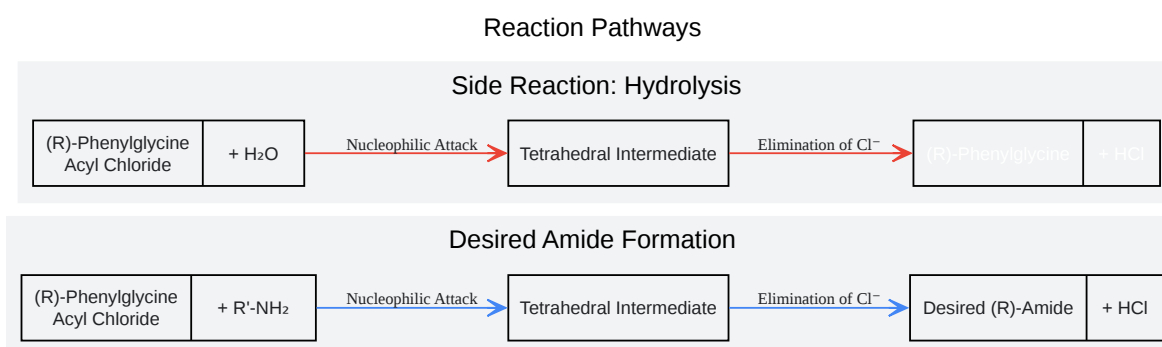 Reaction Pathways
Side Reaction: Hydrolysis
(R)-Phenylglycine
Acyl Chloride
+ H₂O
Nucleophilic Attack
Tetrahedral Intermediate
Elimination of Cl⁻
(R)-Phenylglycine
+ HCl
Desired Amide Formation
(R)-Phenylglycine
Acyl Chloride
+ R'-NH₂
Nucleophilic Attack
Tetrahedral Intermediate
Elimination of Cl⁻
Desired (R)-Amide
+ HCl